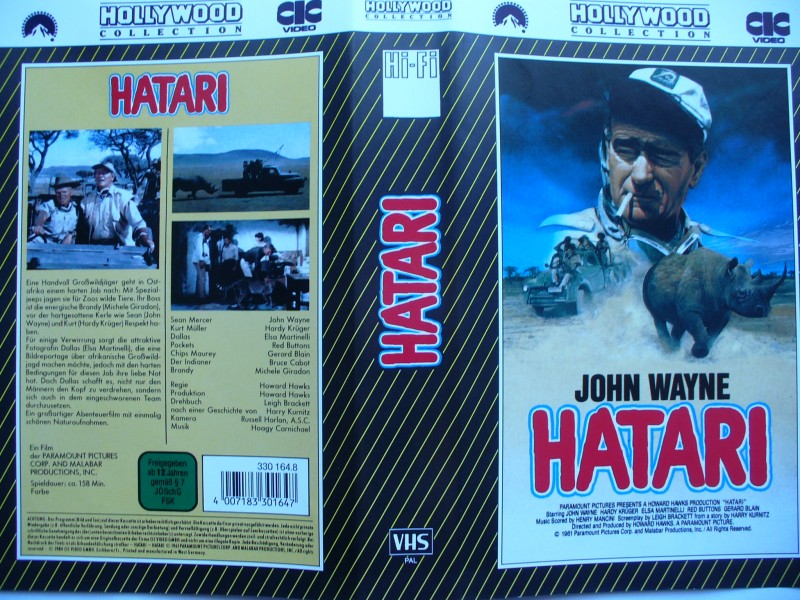 HOLLYWOOD
COLLECTION
CIC
VIDEO
HATARI
Eine Handvoll Großwildjäger geht in Ost-
afrika einem harten Job nach: Mit Spezial-
jeeps jagen sie für Zoos wilde Tiere. Ihr Boss
ist die energische Brandy (Michele Giradon),
vor der hartgesottene Kerle wie Sean (John
Wayne) und Kurt (Hardy Krüger) Respekt ha-
ben.
Für einige Verwirrung sorgt die attraktive
Fotografin Dallas (Elsa Martinelli), die eine
Bildreportage über afrikanische Großwild-
jagd machen möchte, jedoch mit den harten
Bedingungen für diesen Job ihre liebe Not
hat. Doch Dallas schafft es, nicht nur den
Männern den Kopf zu verdrehen, sondern
sich auch in dem eingeschworenen Team
durchzusetzen.
Ein großartiger Abenteuerfilm mit einmalig
schönen Naturaufnahmen.
Ein Film
der PARAMOUNT PICTURES
CORP. AND MALABAR
PRODUCTIONS, INC.
Spieldauer: ca. 158 Min.
Farbe
Sean Mercer John Wayne
Kurt Müller Hardy Krüger
Dallas Elsa Martinelli
Pockets Red Buttons
Chips Maurey Gerard Blain
Der Indianer Bruce Cabot
Brandy Michele Giradon
Regie Howard Hawks
Produktion Howard Hawks
Drehbuch Leigh Brackett
nach einer Geschichte von Harry Kurnitz
Kamera Russell Harlan, A.S.C.
Musik Hoagy Carmichael
Freigegeben
ab 12 Jahren
gemäß § 7
JÖSchG
FSK
330 164.8
4 007183 301647
HOLLYWOOD
COLLECTION
Hi-Fi
HATARI
VHS
PAL
HOLLYWOOD
COLLECTION
CIC
VIDEO
JOHN WAYNE
HATARI
PARAMOUNT PICTURES PRESENTS A HOWARD HAWKS PRODUCTION "HATARI"
Starring JOHN WAYNE HARDY KRUGER ELSA MARTINELLI RED BUTTONS GERARD BLAIN
Music Scored by HENRY MANCINI Screenplay by LEIGH BRACKETT from a story by HARRY KURNITZ
Directed and Produced by HOWARD HAWKS. A PARAMOUNT PICTURE.
© 1961 Paramount Pictures Corp. and Malabar Productions, Inc. / All Rights Reserved.